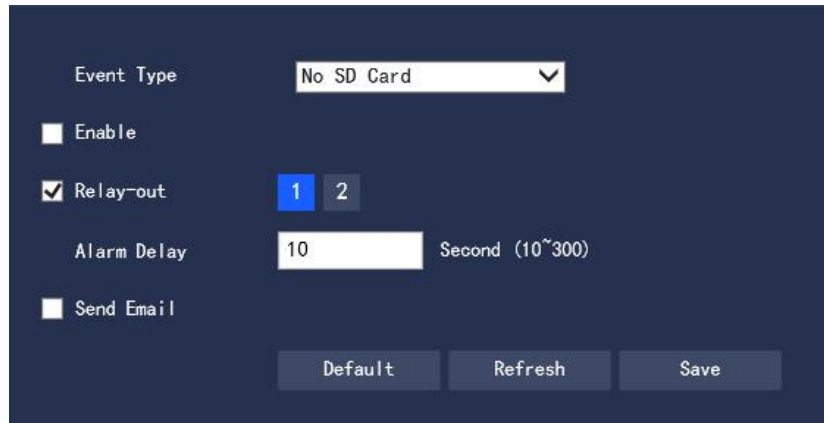 Event Type No SD Card
Enable
Relay-out 1 2
Alarm Delay 10 Second (10~300)
Send Email
Default Refresh Save